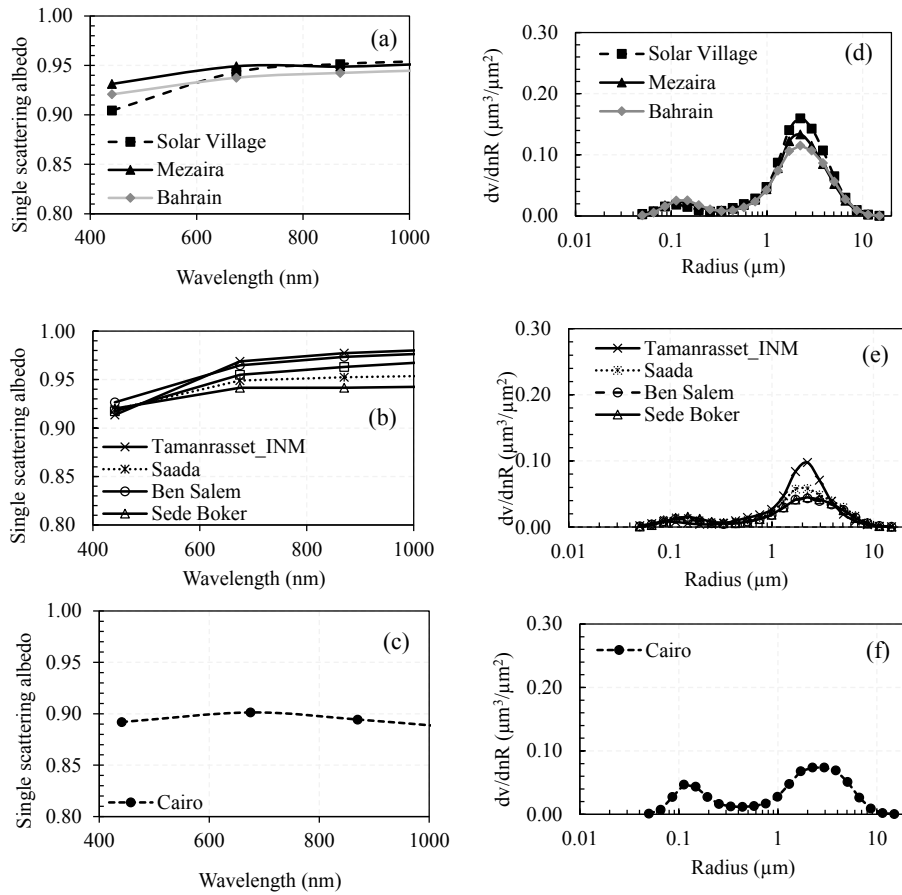 (a)
Single scattering albedo
1.00
0.95
0.90
0.85
0.80
Solar Village
Mezaira
Bahrain
400
600
800
1000
Wavelength (nm)
(d)
dv/dnR (µm³/µm²)
0.30
0.20
0.10
0.00
Solar Village
Mezaira
Bahrain
0.01
0.1
1
10
Radius (µm)
(b)
Single scattering albedo
1.00
0.95
0.90
0.85
0.80
Tamanrasset_INM
Saada
Ben Salem
Sede Boker
400
600
800
1000
Wavelength (nm)
(e)
dv/dnR (µm³/µm²)
0.30
0.20
0.10
0.00
Tamanrasset_INM
Saada
Ben Salem
Sede Boker
0.01
0.1
1
10
Radius (µm)
(c)
Single scattering albedo
1.00
0.95
0.90
0.85
0.80
Cairo
400
600
800
1000
Wavelength (nm)
(f)
dv/dnR (µm³/µm²)
0.30
0.20
0.10
0.00
Cairo
0.01
0.1
1
10
Radius (µm)